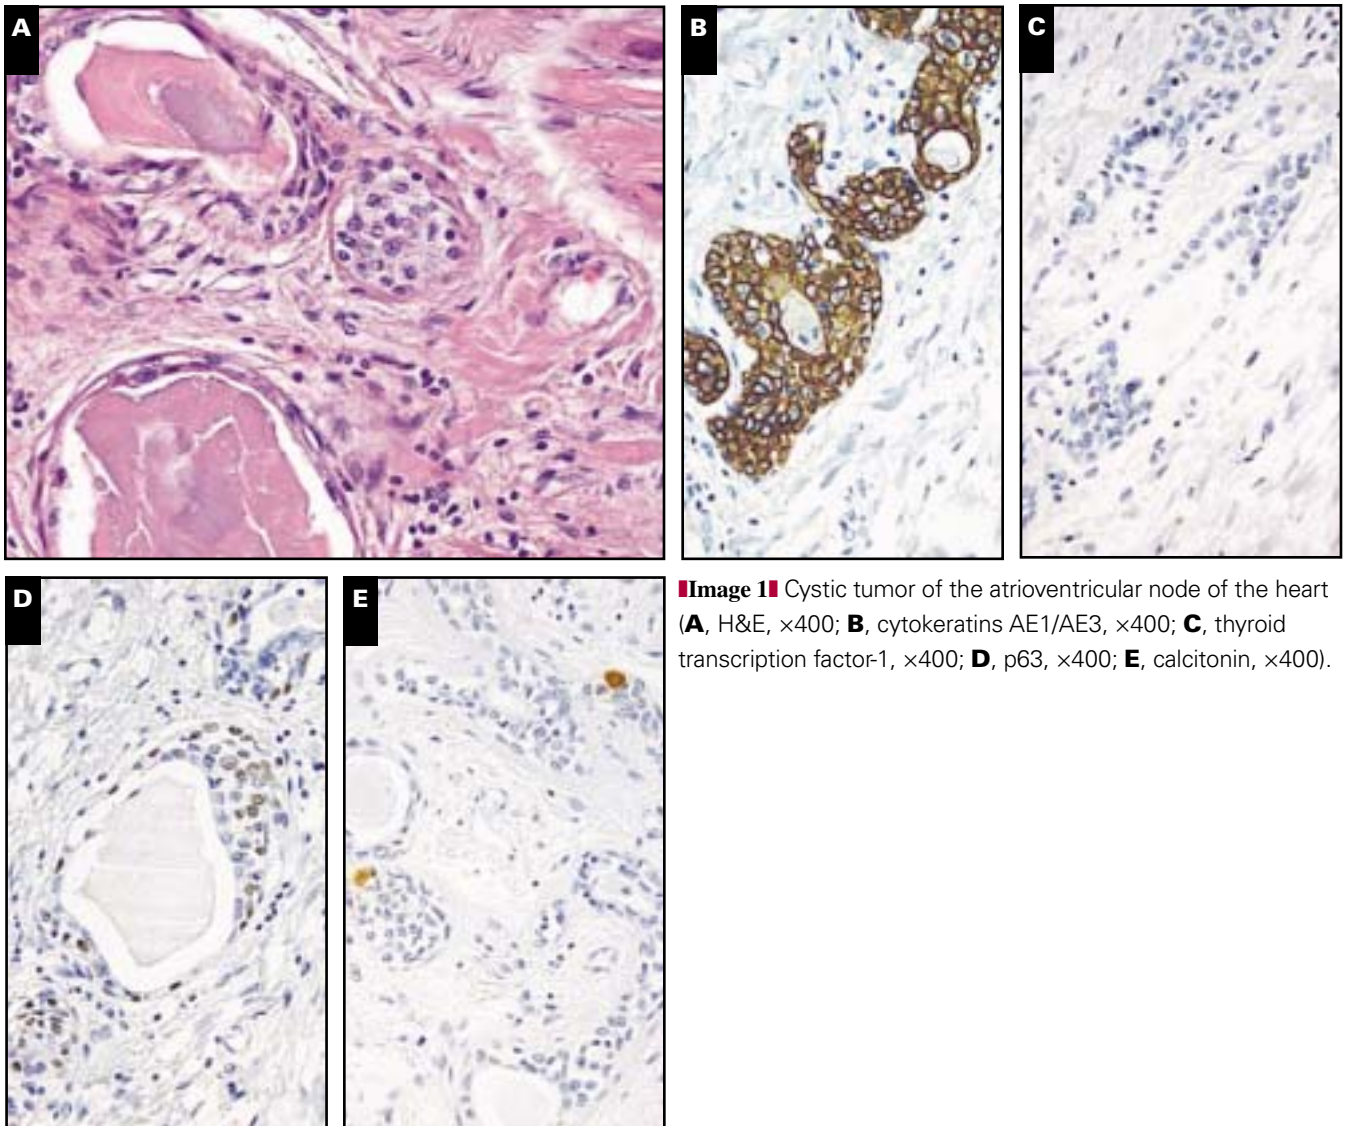 A
B
C
D
E
Image 1 Cystic tumor of the atrioventricular node of the heart
(A, H&E, ×400; B, cytokeratins AE1/AE3, ×400; C, thyroid
transcription factor-1, ×400; D, p63, ×400; E, calcitonin, ×400).